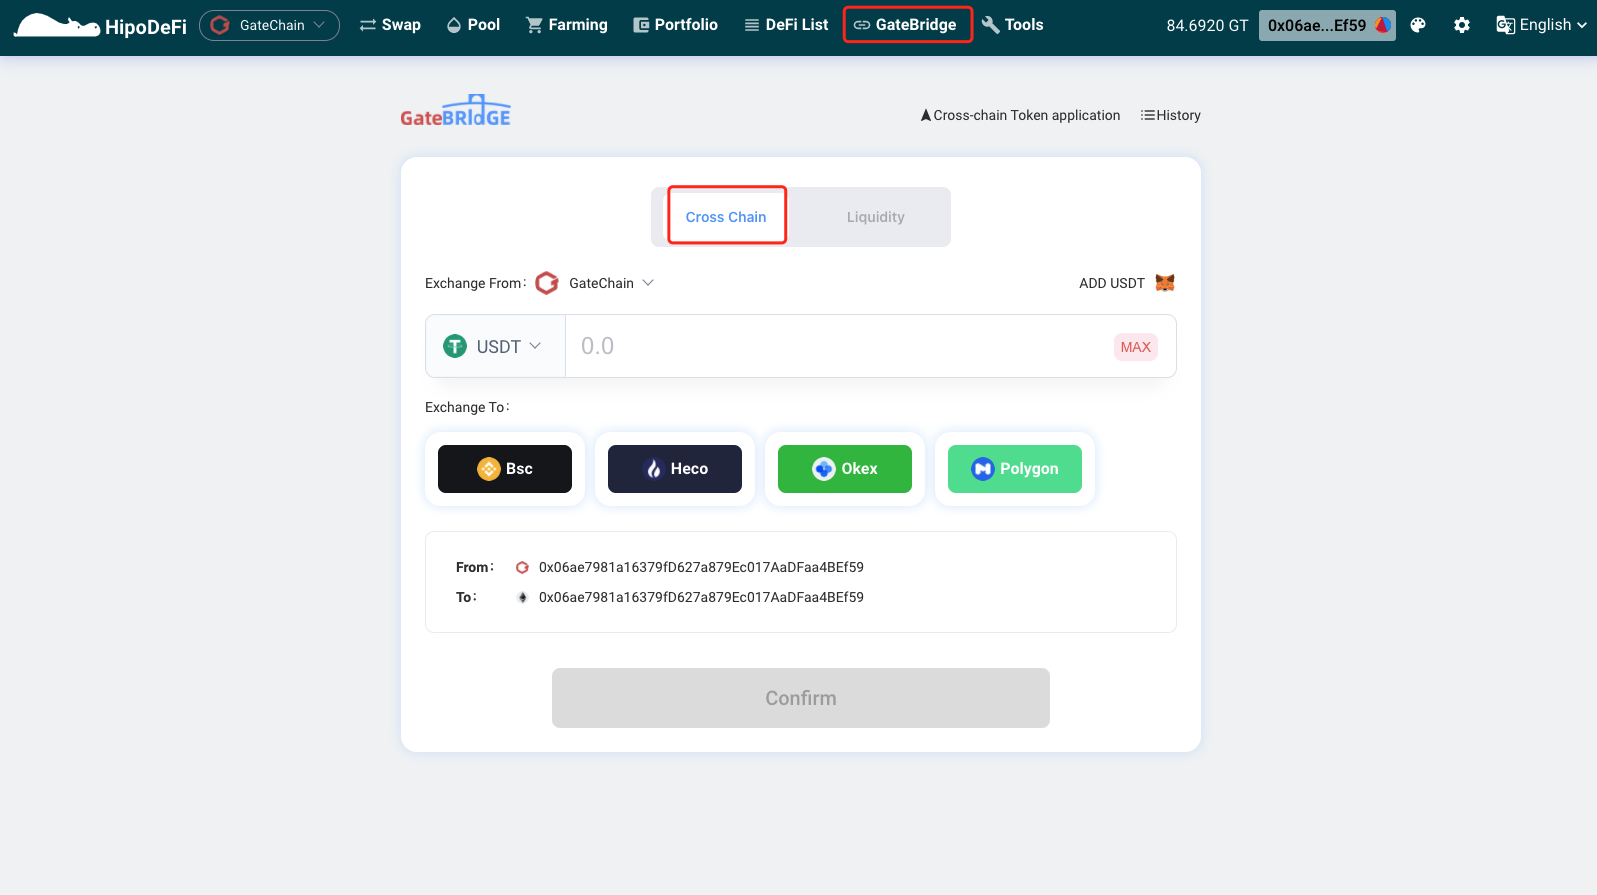 HipoDeFi GateChain Swap Pool Farming Portfolio DeFi List GateBridge Tools 84.6920 GT 0x06ae...Ef59 English
GateBRIDGE Cross-chain Token application History
Cross Chain Liquidity
Exchange From: GateChain ADD USDT
USDT 0.0 MAX
Exchange To:
Bsc Heco Okex Polygon
From: 0x06ae7981a16379fD627a879Ec017AaDFaa4BEf59
To: 0x06ae7981a16379fD627a879Ec017AaDFaa4BEf59
Confirm